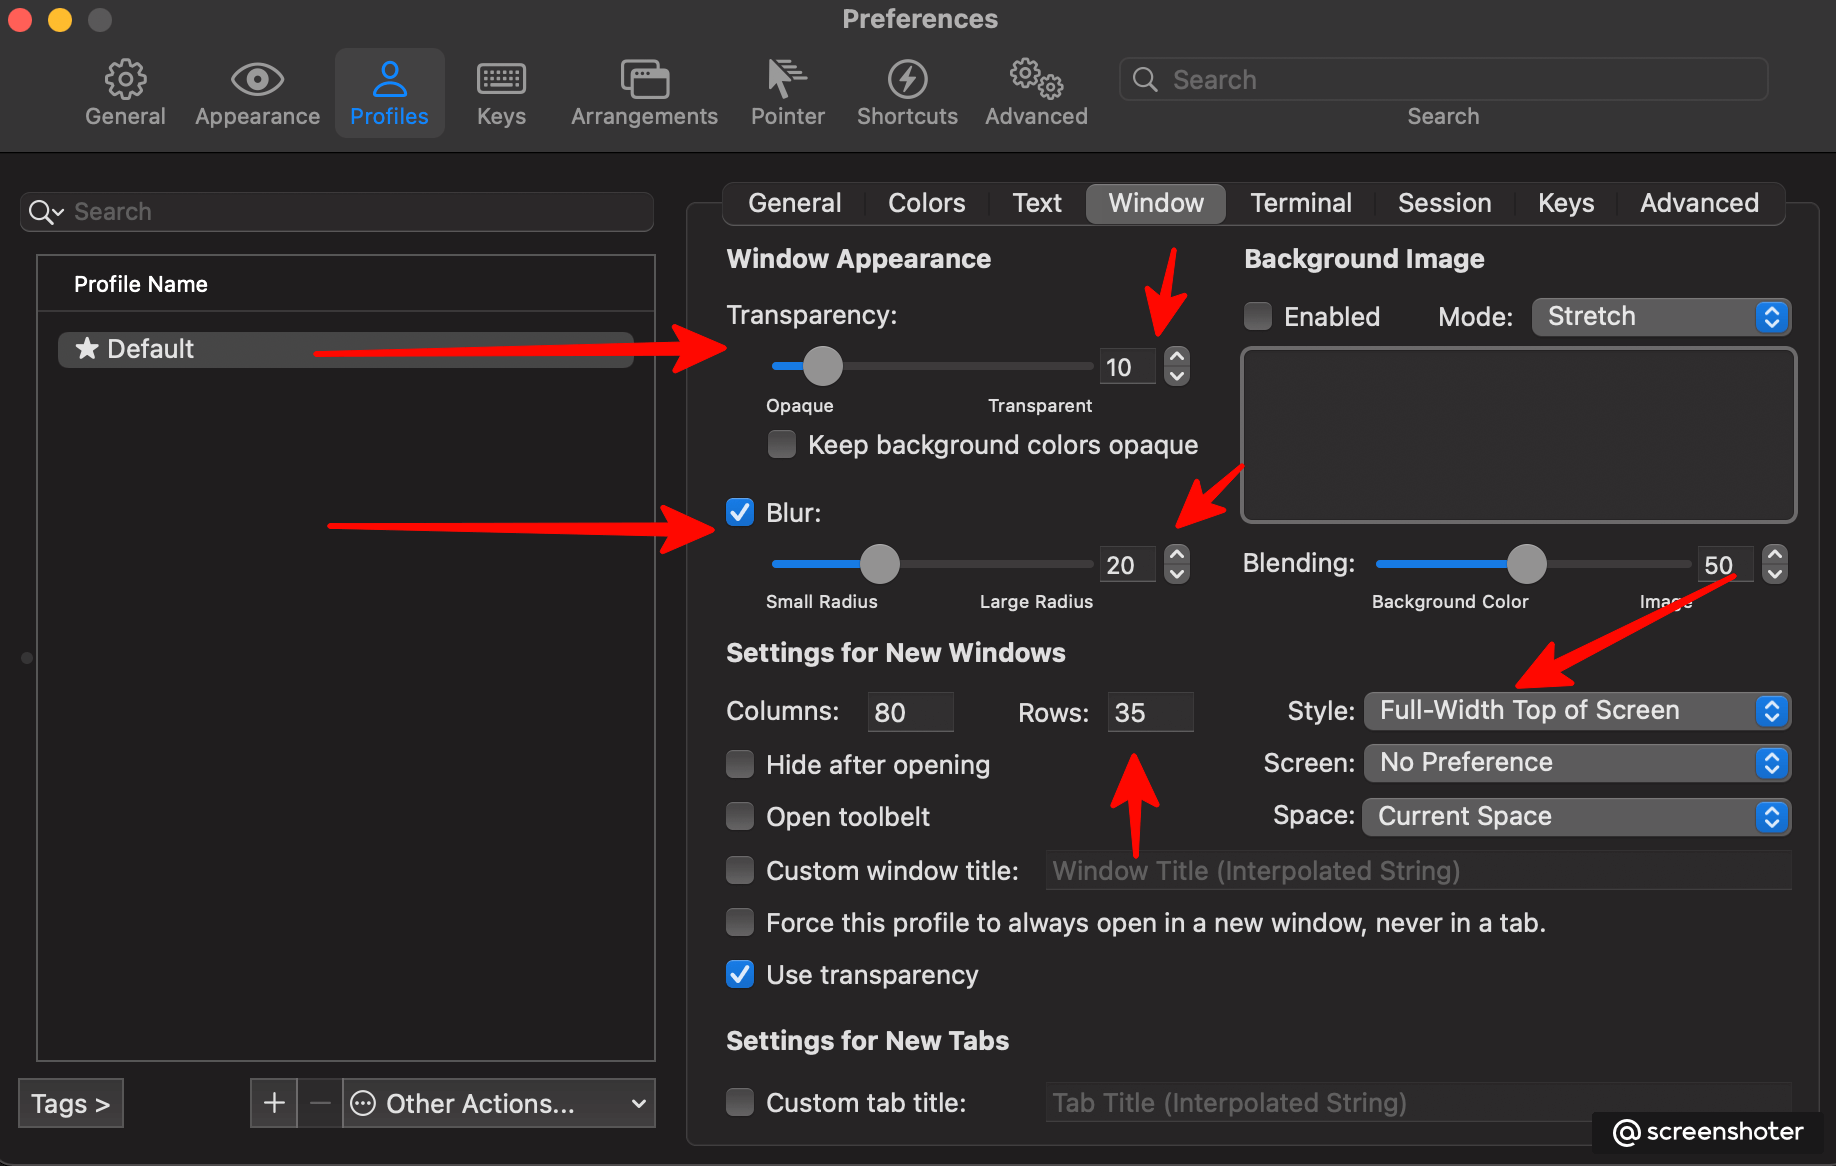 Preferences
General
Appearance
Profiles
Keys
Arrangements
Pointer
Shortcuts
Advanced
Search
Search
Search
Profile Name
Default
Tags >
Other Actions...
General
Colors
Text
Window
Terminal
Session
Keys
Advanced
Window Appearance
Transparency:
10
Opaque
Transparent
Keep background colors opaque
Blur:
20
Small Radius
Large Radius
Background Image
Enabled
Mode: Stretch
Blending:
50
Background Color
Image
Settings for New Windows
Columns: 80
Rows: 35
Style: Full-Width Top of Screen
Hide after opening
Screen: No Preference
Open toolbelt
Space: Current Space
Custom window title: Window Title (Interpolated String)
Force this profile to always open in a new window, never in a tab.
Use transparency
Settings for New Tabs
Custom tab title: Tab Title (Interpolated String)
@screenshoter